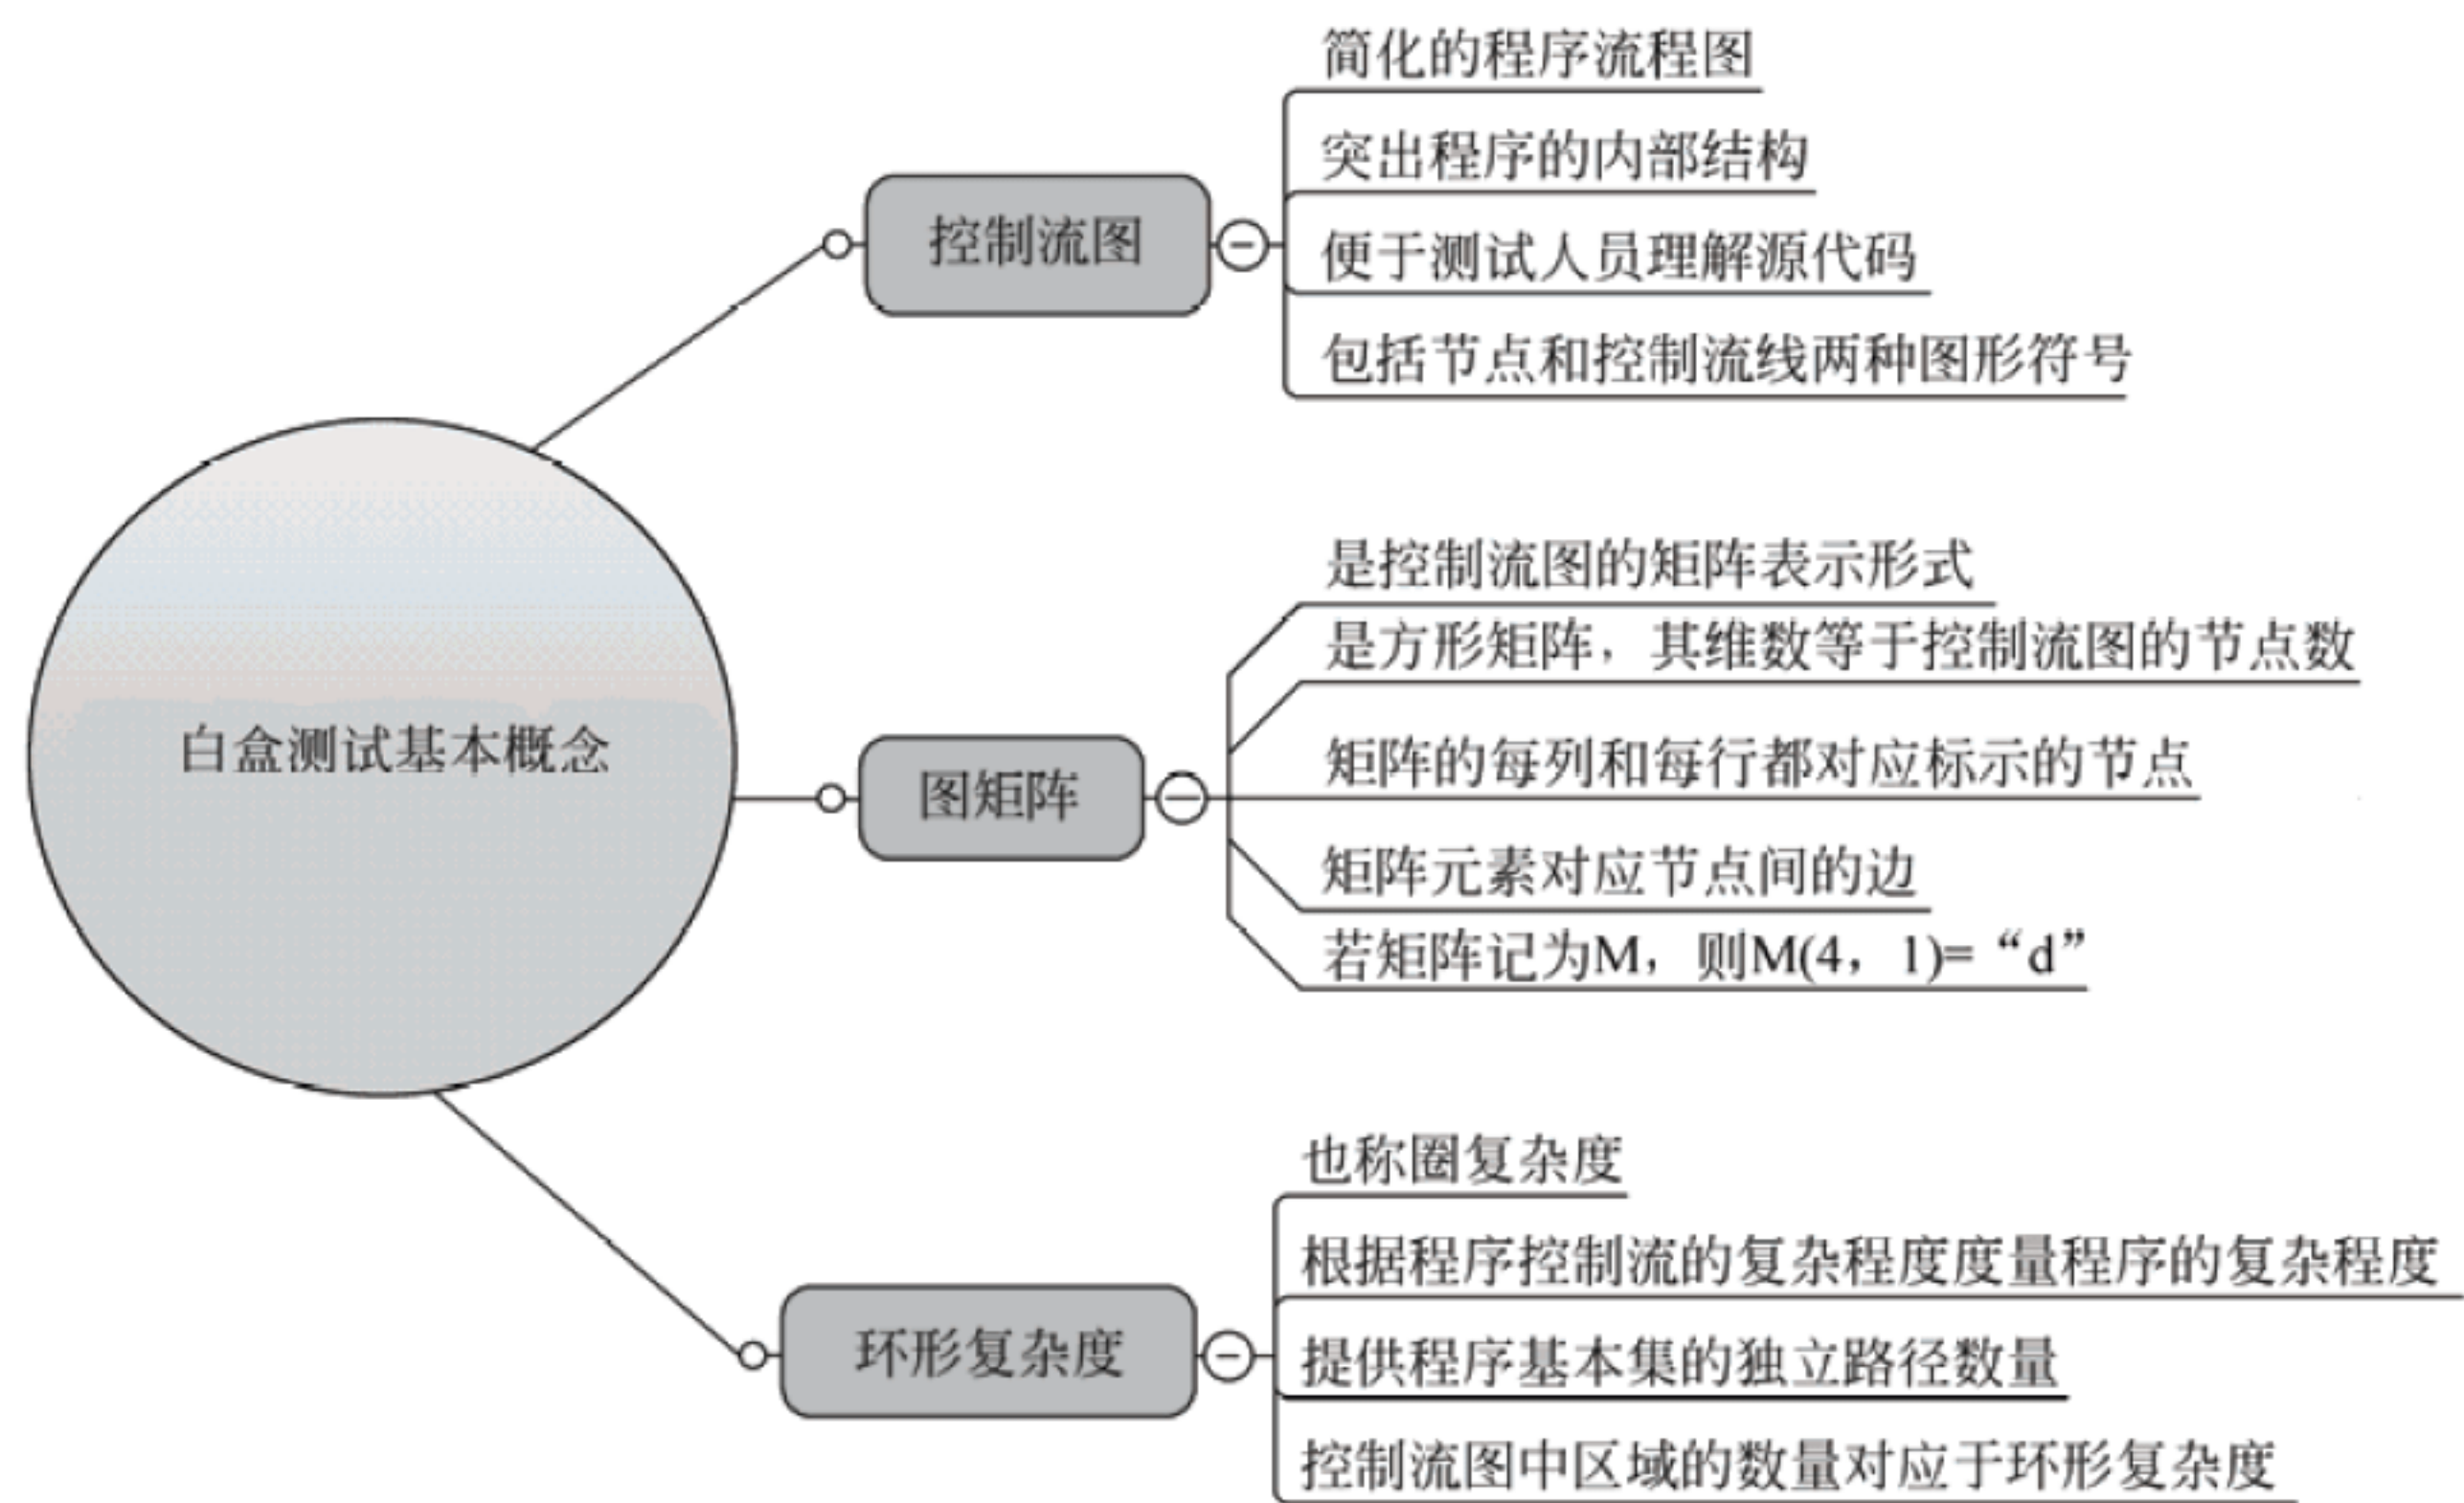 白盒测试基本概念
控制流图
简化的程序流程图
突出程序的内部结构
便于测试人员理解源代码
包括节点和控制流线两种图形符号
图矩阵
是控制流图的矩阵表示形式
是方形矩阵，其维数等于控制流图的节点数
矩阵的每列和每行都对应标示的节点
矩阵元素对应节点间的边
若矩阵记为M，则M(4，1)=“d”
环形复杂度
也称圈复杂度
根据程序控制流的复杂程度度量程序的复杂程度
提供程序基本集的独立路径数量
控制流图中区域的数量对应于环形复杂度